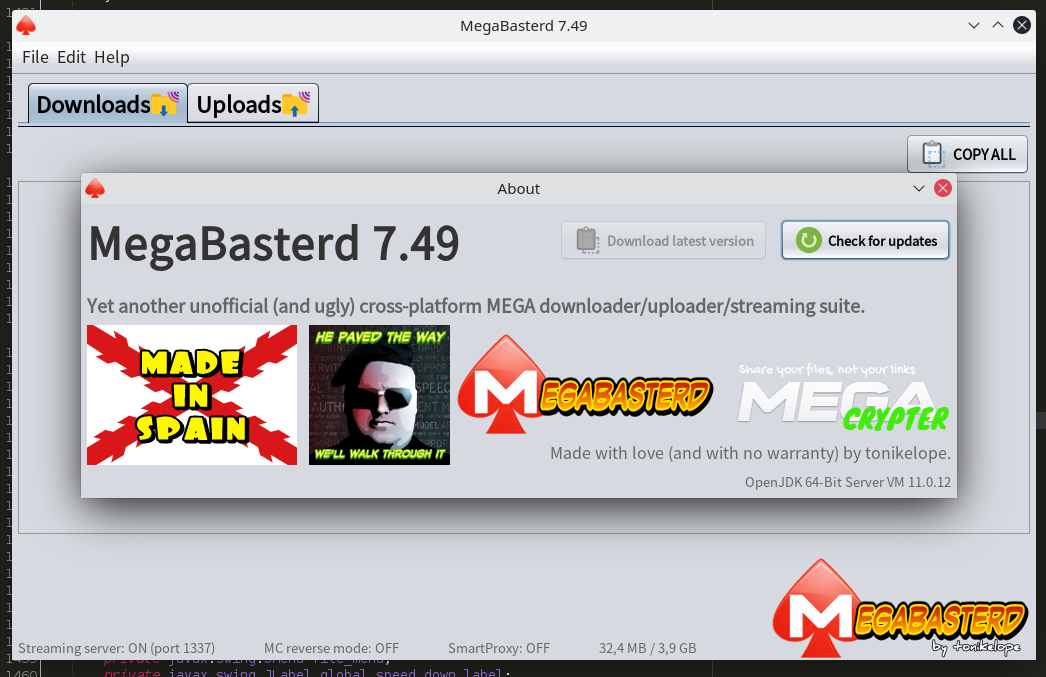 MegaBasterd 7.49
File Edit Help
Downloads Uploads
COPY ALL
About
MegaBasterd 7.49
Download latest version
Check for updates
Yet another unofficial (and ugly) cross-platform MEGA downloader/uploader/streaming suite.
MADE
IN
SPAIN
HE PAVED THE WAY
WE'LL WALK THROUGH IT
MEGABASTERD
Share your files, not your links
MEGA
CRYPTER
Made with love (and with no warranty) by tonikelope.
OpenJDK 64-Bit Server VM 11.0.12
MEGABASTERD
by tonikelope
Streaming server: ON (port 1337) MC reverse mode: OFF SmartProxy: OFF 32,4 MB / 3,9 GB
1460 private javax.swing.JLabel global_speed_down_label;